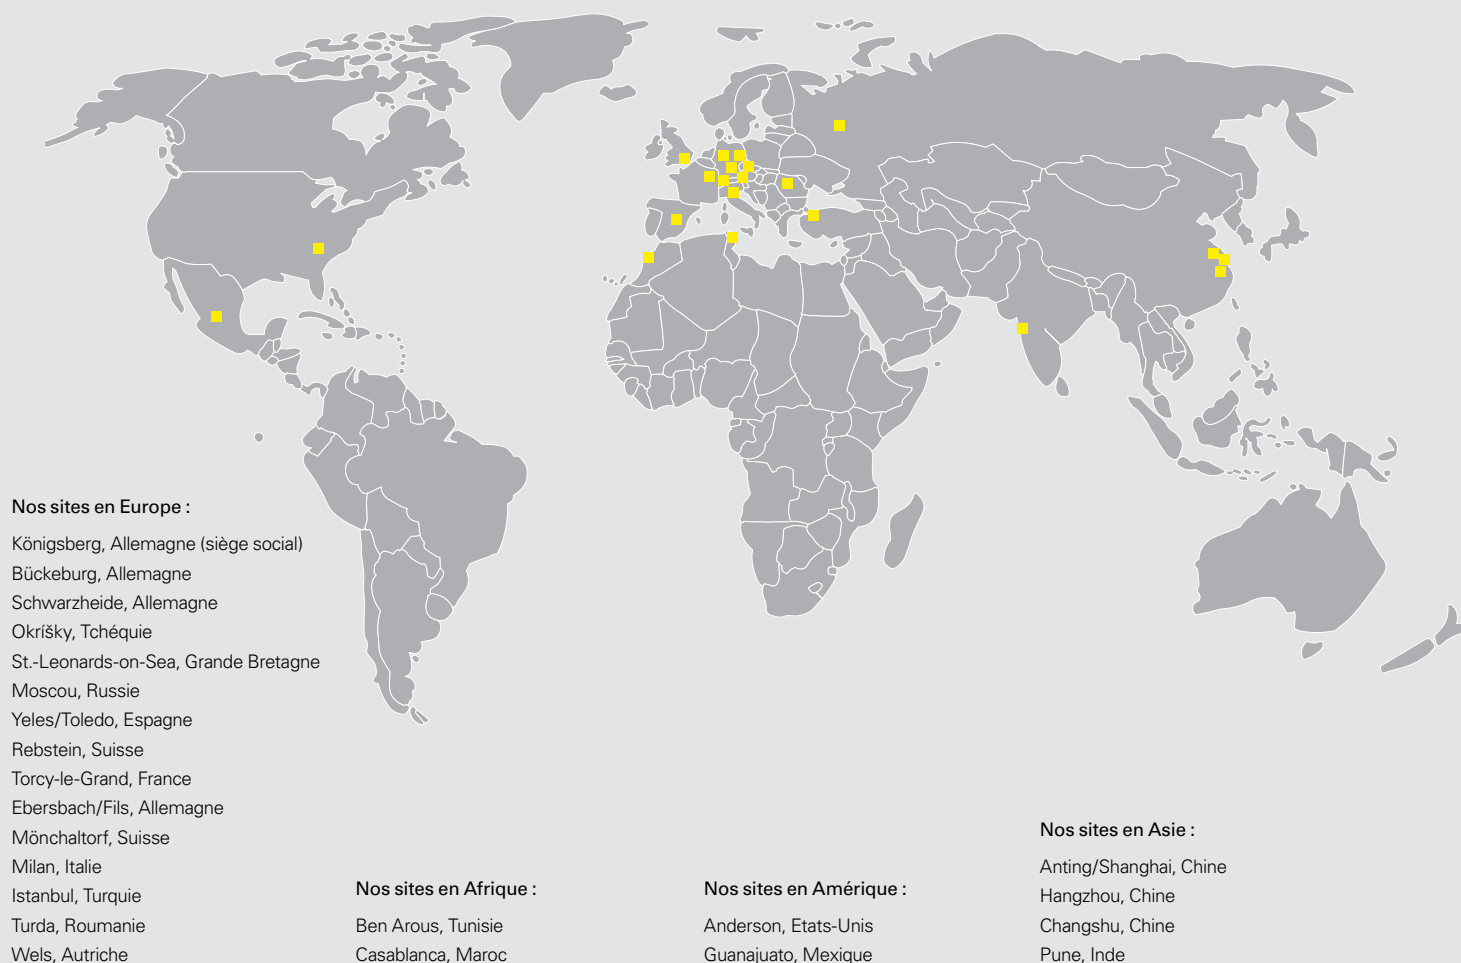 Nos sites en Europe :
Königsberg, Allemagne (siège social)
Bückeburg, Allemagne
Schwarzheide, Allemagne
Okríšky, Tchéquie
St.-Leonards-on-Sea, Grande Bretagne
Moscou, Russie
Yeles/Toledo, Espagne
Rebstein, Suisse
Torcy-le-Grand, France
Ebersbach/Fils, Allemagne
Mönchaltorf, Suisse
Milan, Italie
Istanbul, Turquie
Turda, Roumanie
Wels, Autriche
Nos sites en Afrique :
Ben Arous, Tunisie
Casablanca, Maroc
Nos sites en Amérique :
Anderson, Etats-Unis
Guanajuato, Mexique
Nos sites en Asie :
Anting/Shanghai, Chine
Hangzhou, Chine
Changshu, Chine
Pune, Inde